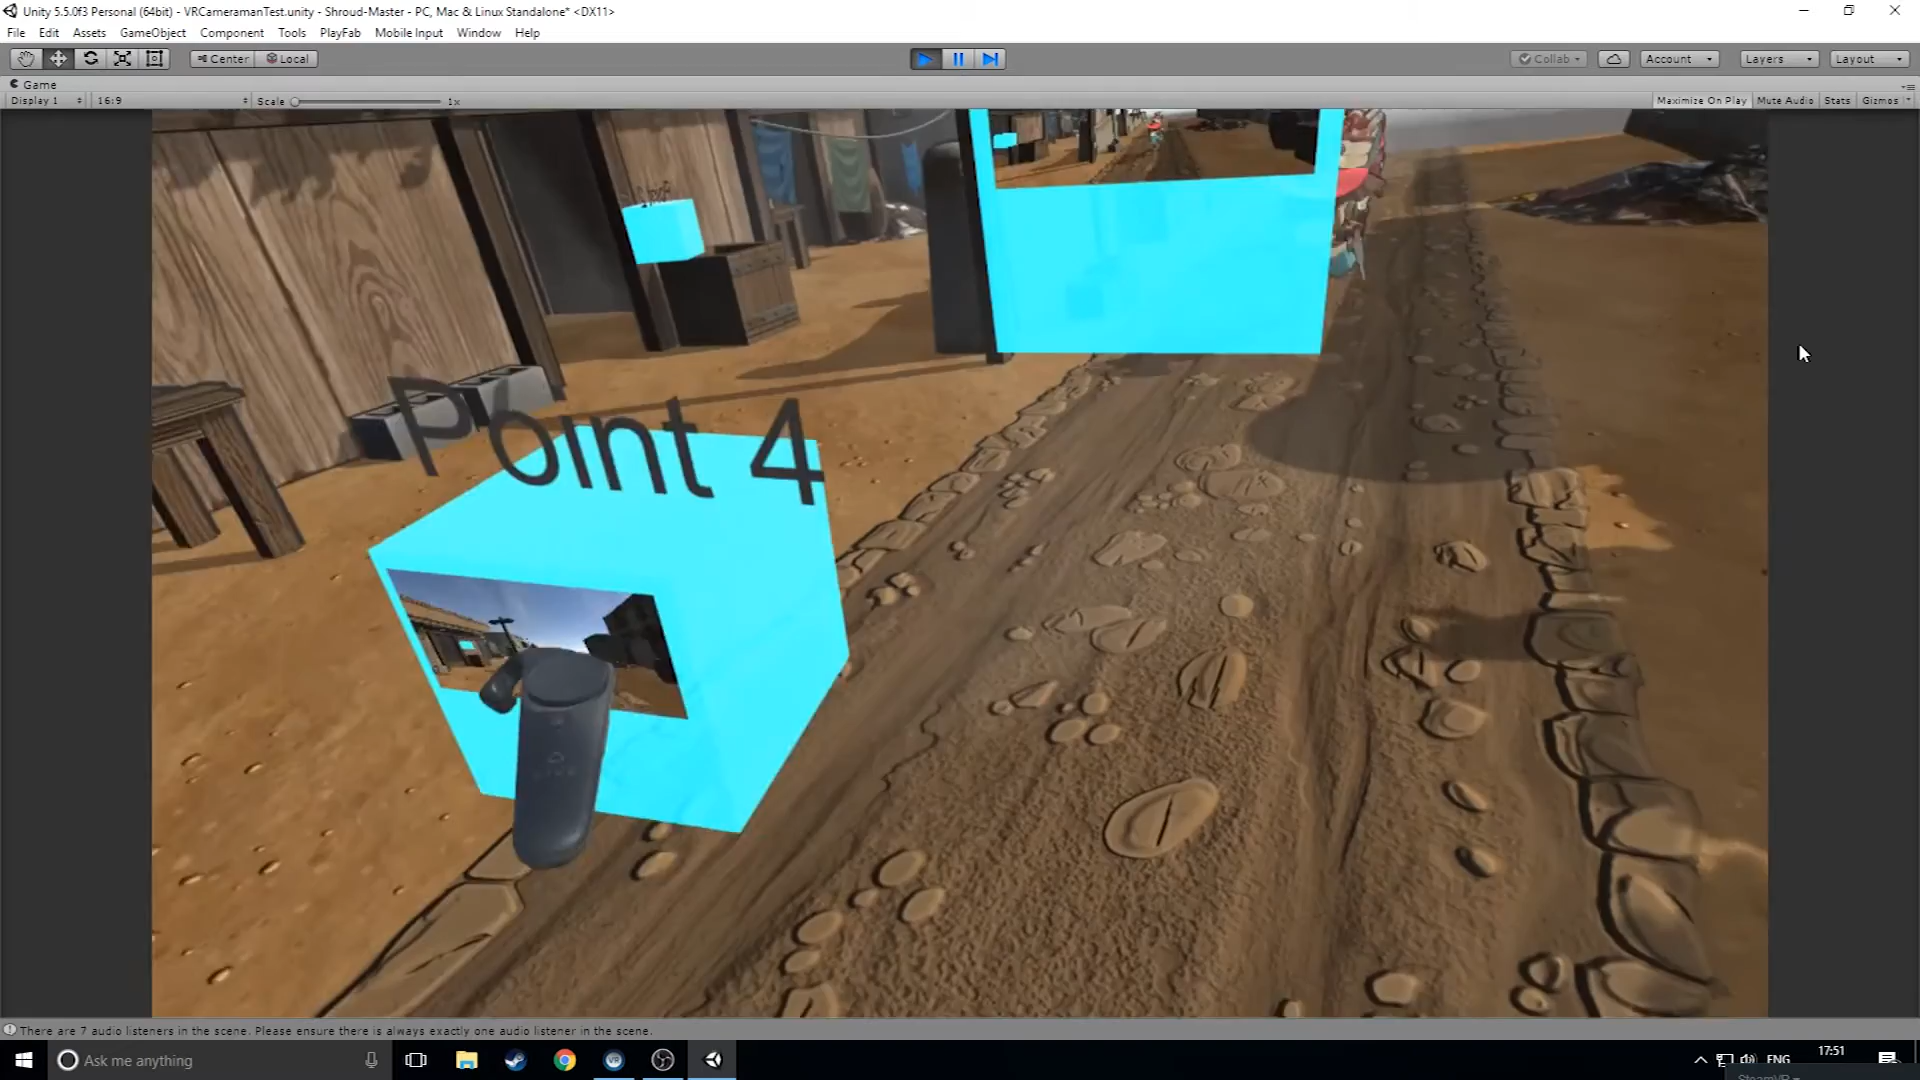 Unity 5.5.0f3 Personal (64bit) - VRCameramanTest.unity - Shroud-Master - PC, Mac & Linux Standalone* <DX11>
File Edit Assets GameObject Component Tools PlayFab Mobile Input Window Help
Center Local Collab Account Layers Layout
Game
Display 1 16:9 Scale 1x Maximize On Play Mute Audio Stats Gizmos
Point 4
There are 7 audio listeners in the scene. Please ensure there is always exactly one audio listener in the scene.
Ask me anything VR ENG 17:51
SteamVR